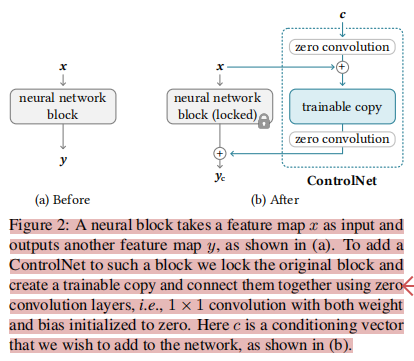 c
zero convolution
x
x
+
neural network
block
neural network
block (locked)
trainable copy
zero convolution
+
y
yc
ControlNet
(a) Before
(b) After
Figure 2: A neural block takes a feature map x as input and
outputs another feature map y, as shown in (a). To add a
ControlNet to such a block we lock the original block and
create a trainable copy and connect them together using zero
convolution layers, i.e., 1 × 1 convolution with both weight
and bias initialized to zero. Here c is a conditioning vector
that we wish to add to the network, as shown in (b).